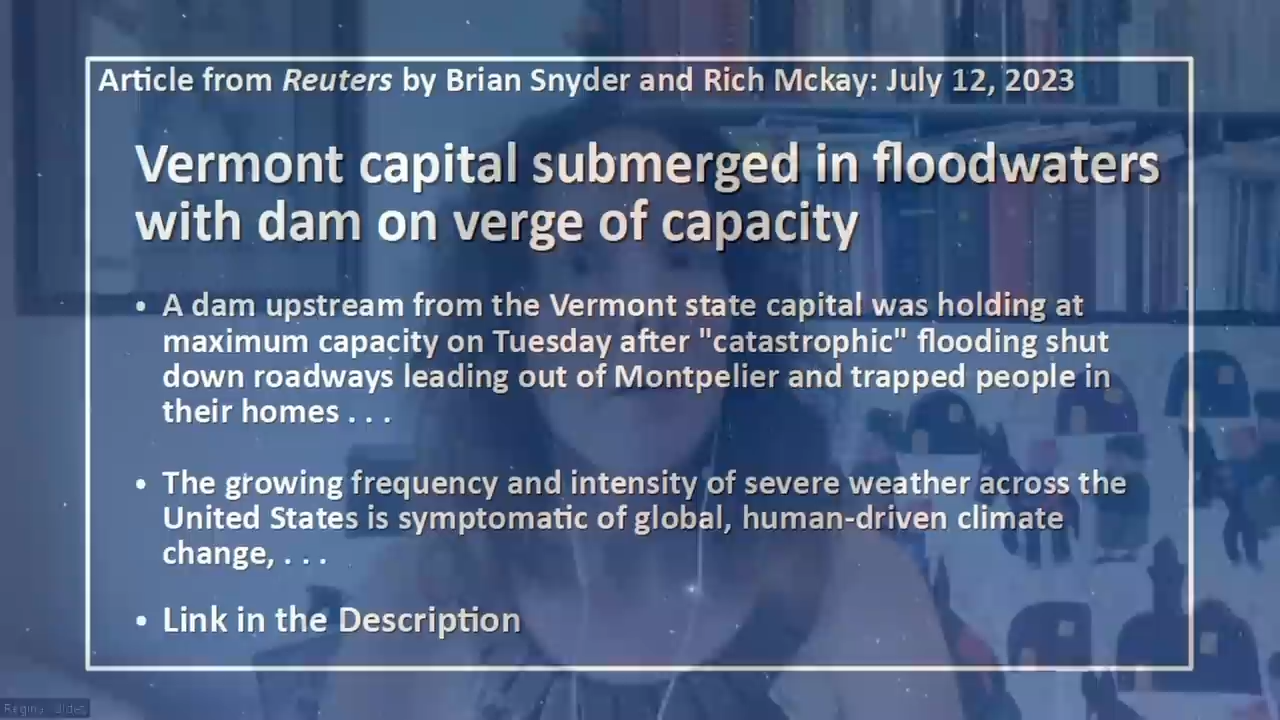 Article from Reuters by Brian Snyder and Rich Mckay: July 12, 2023
Vermont capital submerged in floodwaters
with dam on verge of capacity
• A dam upstream from the Vermont state capital was holding at
maximum capacity on Tuesday after "catastrophic" flooding shut
down roadways leading out of Montpelier and trapped people in
their homes . . .
• The growing frequency and intensity of severe weather across the
United States is symptomatic of global, human-driven climate
change, . . .
• Link in the Description